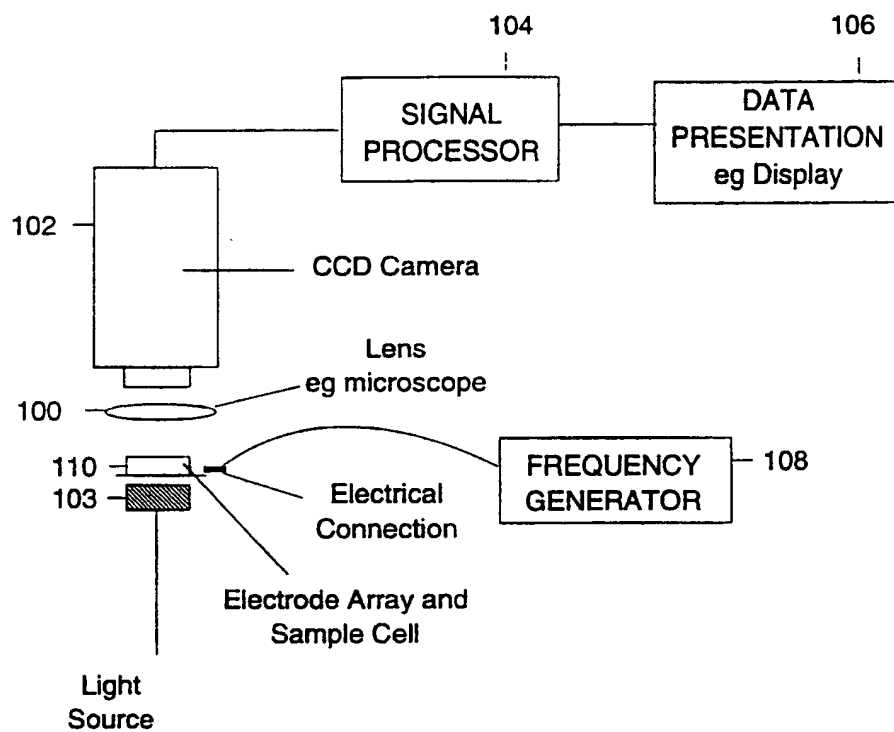 104
106
SIGNAL
PROCESSOR
DATA
PRESENTATION
eg Display
102
CCD Camera
Lens
eg microscope
100
110
103
FREQUENCY
GENERATOR
108
Electrical
Connection
Electrode Array and
Sample Cell
Light
Source